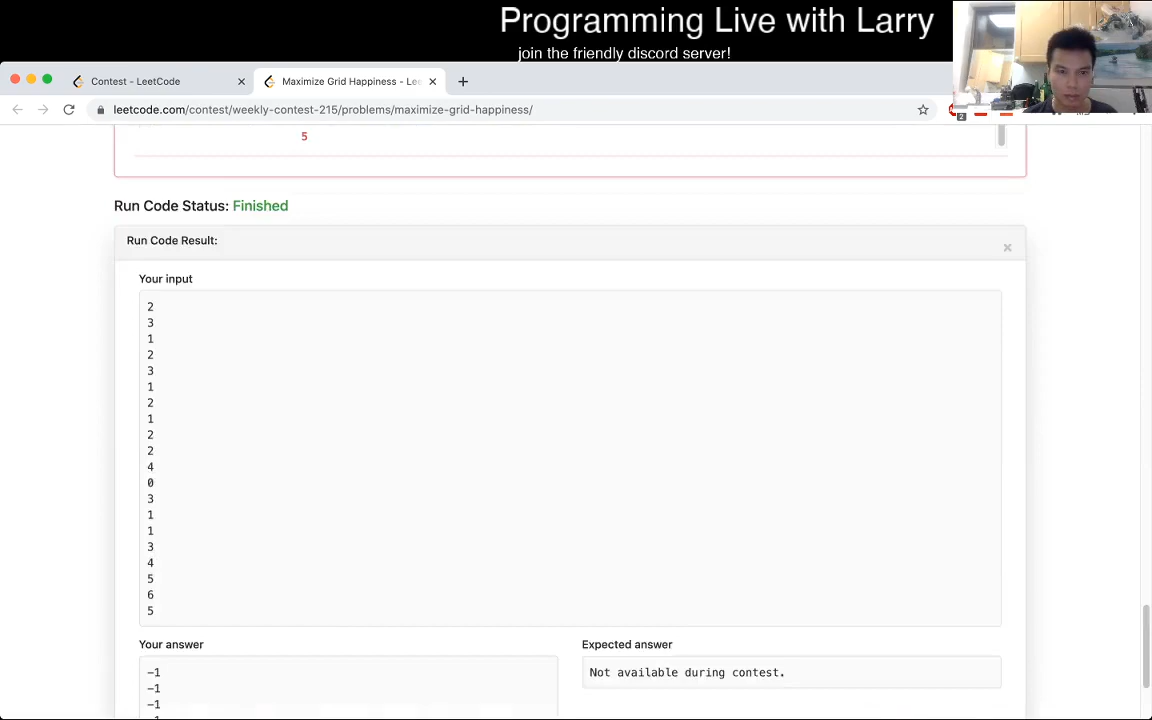 Programming Live with Larry
join the friendly discord server!
Contest - LeetCode
Maximize Grid Happiness - Lee
leetcode.com/contest/weekly-contest-215/problems/maximize-grid-happiness/
2
5
Run Code Status: Finished
Run Code Result:
Your input
2
3
1
2
3
1
2
1
2
2
4
0
3
1
1
3
4
5
6
5
Your answer
Expected answer
-1
-1
-1
Not available during contest.